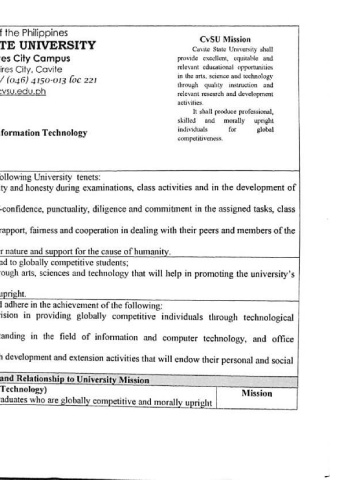 f the Philippines
TE UNIVERSITY
res City Campus
ires City, Cavite
/ (046) 4150-013 loc 221
cvsu.edu.ph
CvSU Mission
Cavite State University shall
provide excellent, equitable and
relevant educational opportunities
in the arts, science and technology
through quality instruction and
relevant research and development
activities.
It shall produce professional,
skilled and morally upright
individuals for global
competitiveness.
formation Technology
ollowing University tenets:
ty and honesty during examinations, class activities and in the development of
-confidence, punctuality, diligence and commitment in the assigned tasks, class
rapport, fairness and cooperation in dealing with their peers and members of the
r nature and support for the cause of humanity.
ad to globally competitive students;
rough arts, sciences and technology that will help in promoting the university's
upright.
d adhere in the achievement of the following:
ision in providing globally competitive individuals through technological
anding in the field of information and computer technology, and office
h development and extension activities that will endow their personal and social
and Relationship to University Mission
Technology)
Mission
raduates who are globally competitive and morally upright